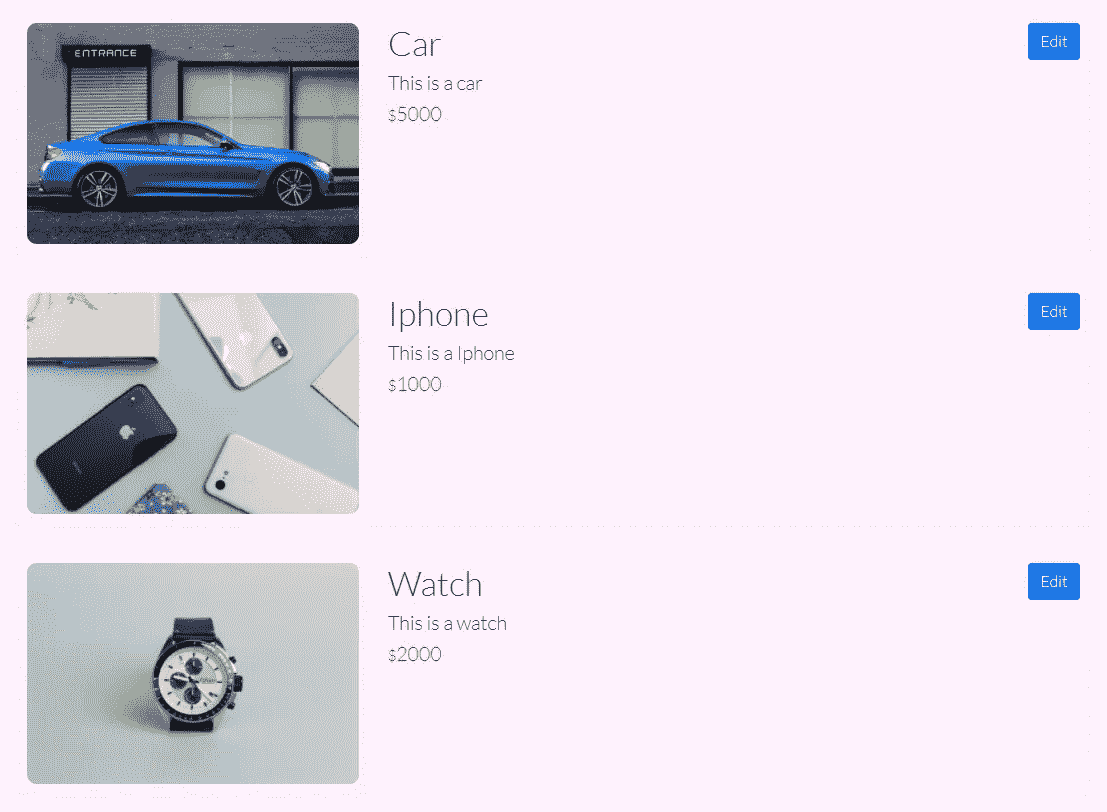 ENTRANCE
Car
Edit
This is a car
$5000
Iphone
Edit
This is a Iphone
$1000
Watch
Edit
This is a watch
$2000